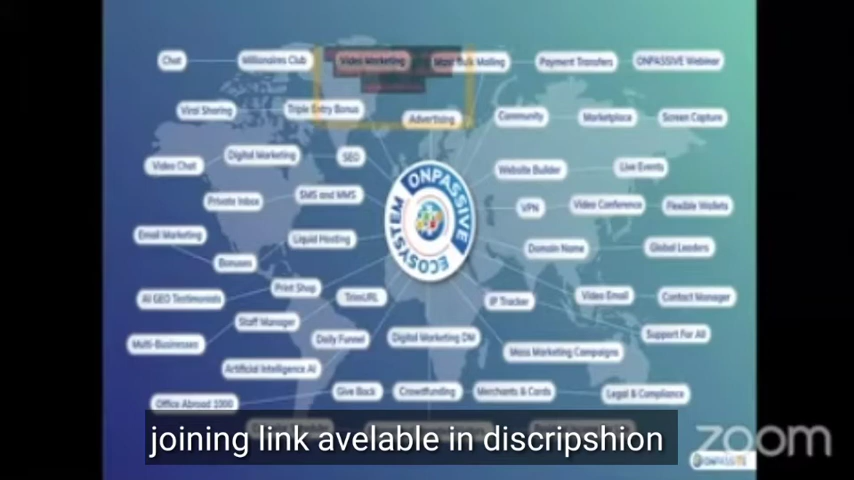 Chat
Millionaires Club
Video Marketing
Mass Bulk Mailing
Payment Transfers
ONPASSIVE Webinar
Viral Sharing
Triple Entry Bonus
Advertising
Community
Marketplace
Screen Capture
Video Chat
Digital Marketing
SEO
Website Builder
Live Events
Private Inbox
SMS and MMS
VPN
Video Conference
Flexible Wallets
ONPASSIVE ECOSYSTEM
Email Marketing
Liquid Hosting
Domain Name
Global Leaders
Bonuses
Print Shop
AI GEO Testimonials
TrimURL
IP Tracker
Video Email
Contact Manager
Staff Manager
Multi-Businesses
Daily Funnel
Digital Marketing DM
Support For All
Mass Marketing Campaigns
Artificial Intelligence AI
Give Back
Crowdfunding
Merchants & Cards
Legal & Compliance
Office Abroad 1000
joining link avelable in discripshion
zoom
ONPASSIVE